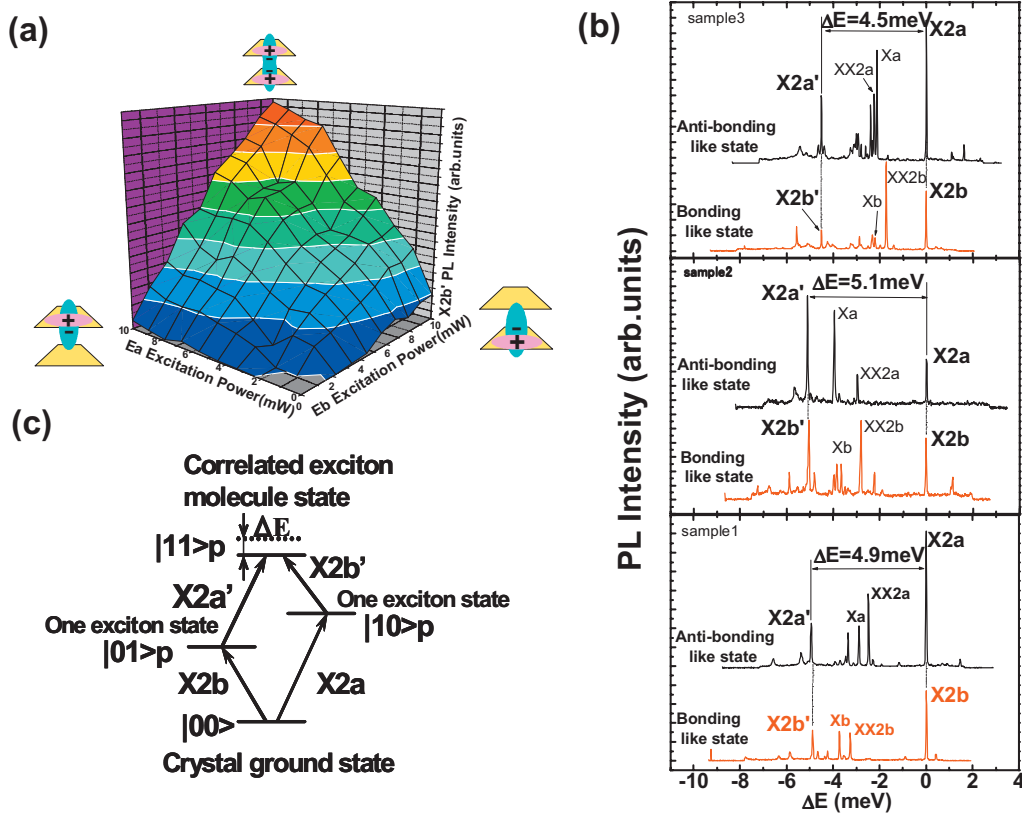 (a)
+
-
-
+
+
-
-
+
X2b' PL Intensity (arb.units)
10
8
6
4
2
0
Ea Excitation Power(mW)
0
2
4
6
8
10
Eb Excitation Power(mW)
(b)
sample3
ΔE=4.5meV
X2a
Xa
XX2a
X2a'
Anti-bonding
like state
XX2b
X2b'
Xb
X2b
Bonding
like state
sample2
ΔE=5.1meV
X2a'
Xa
X2a
Anti-bonding
like state
XX2a
X2b'
XX2b
Xb
X2b
Bonding
like state
sample1
X2a
ΔE=4.9meV
XX2a
X2a'
Xa
Anti-bonding
like state
X2b
X2b'
Xb
XX2b
Bonding
like state
PL Intensity (arb.units)
-10 -8 -6 -4 -2 0 2 4
ΔE (meV)
(c)
Correlated exciton
molecule state
ΔE
|11>p
X2b'
X2a'
One exciton state
|10>p
One exciton state
|01>p
X2b
X2a
|00>
Crystal ground state